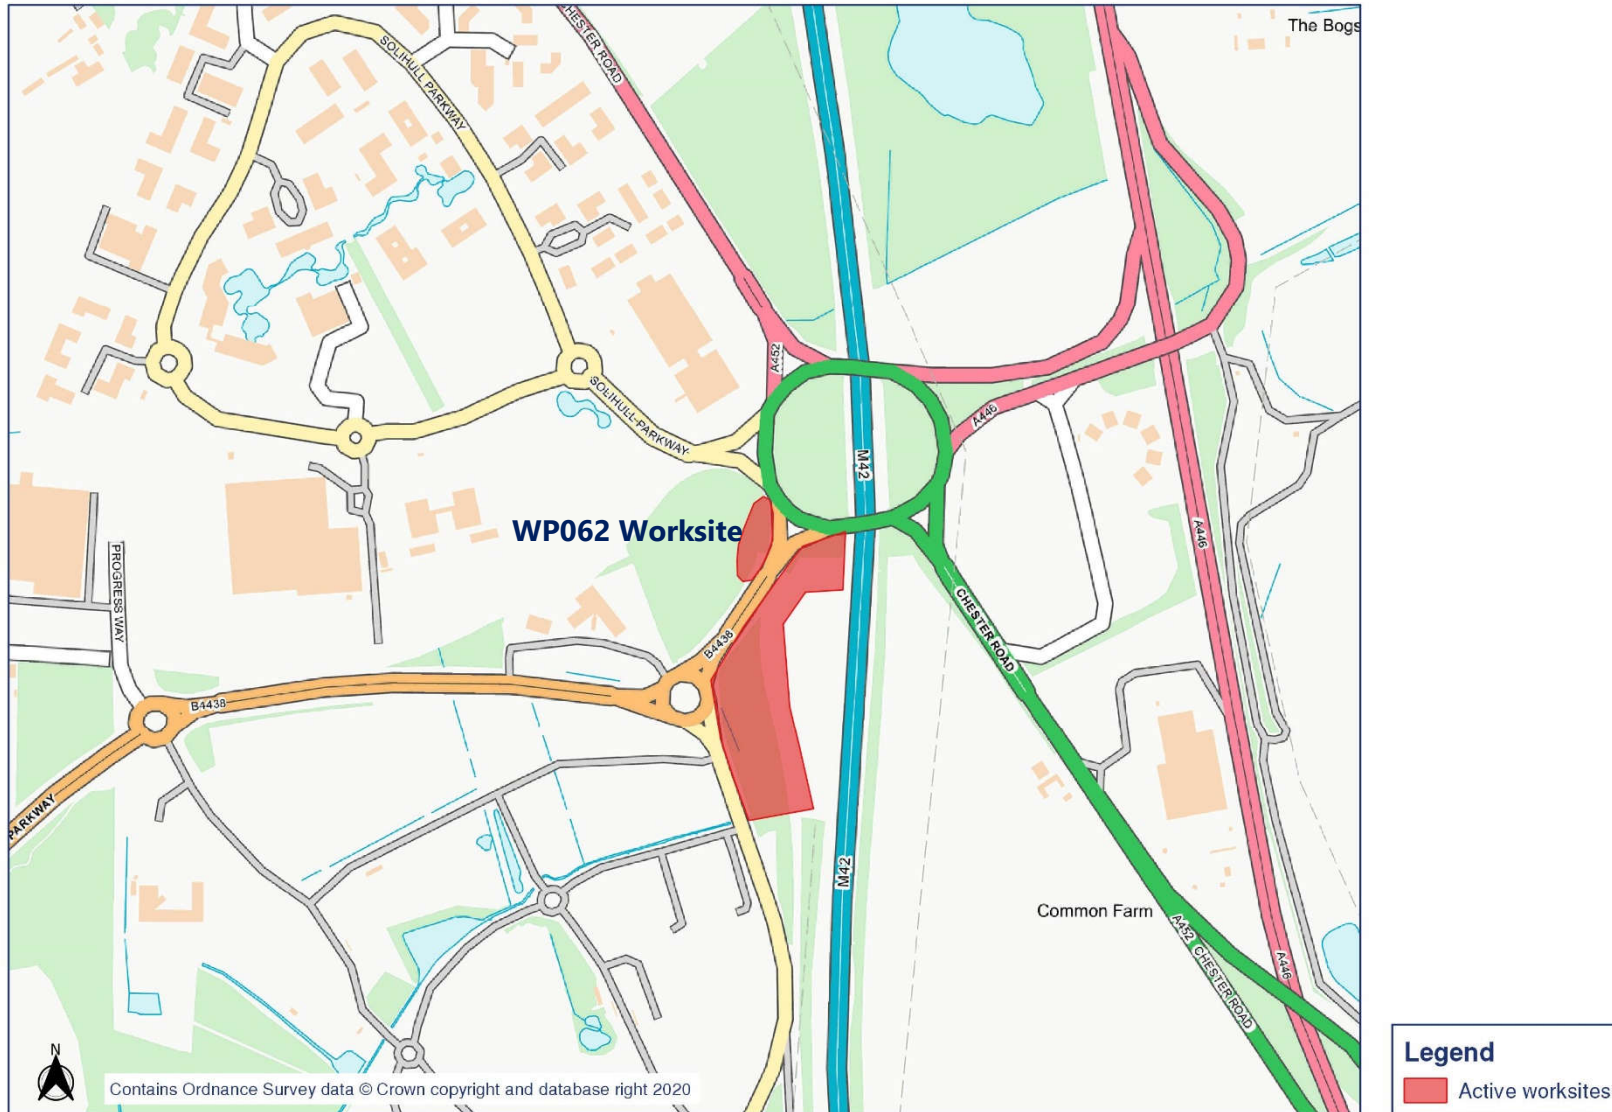 The Bogs
CHESTER ROAD
SOLIHULL PARKWAY
A452
SOLIHULL PARKWAY
A446
M42
WP062 Worksite
A446
PROGRESS WAY
CHESTER ROAD
B4438
B4438
PARKWAY
M42
Common Farm
A452 CHESTER ROAD
A446
N
Contains Ordnance Survey data © Crown copyright and database right 2020
Legend
Active worksites